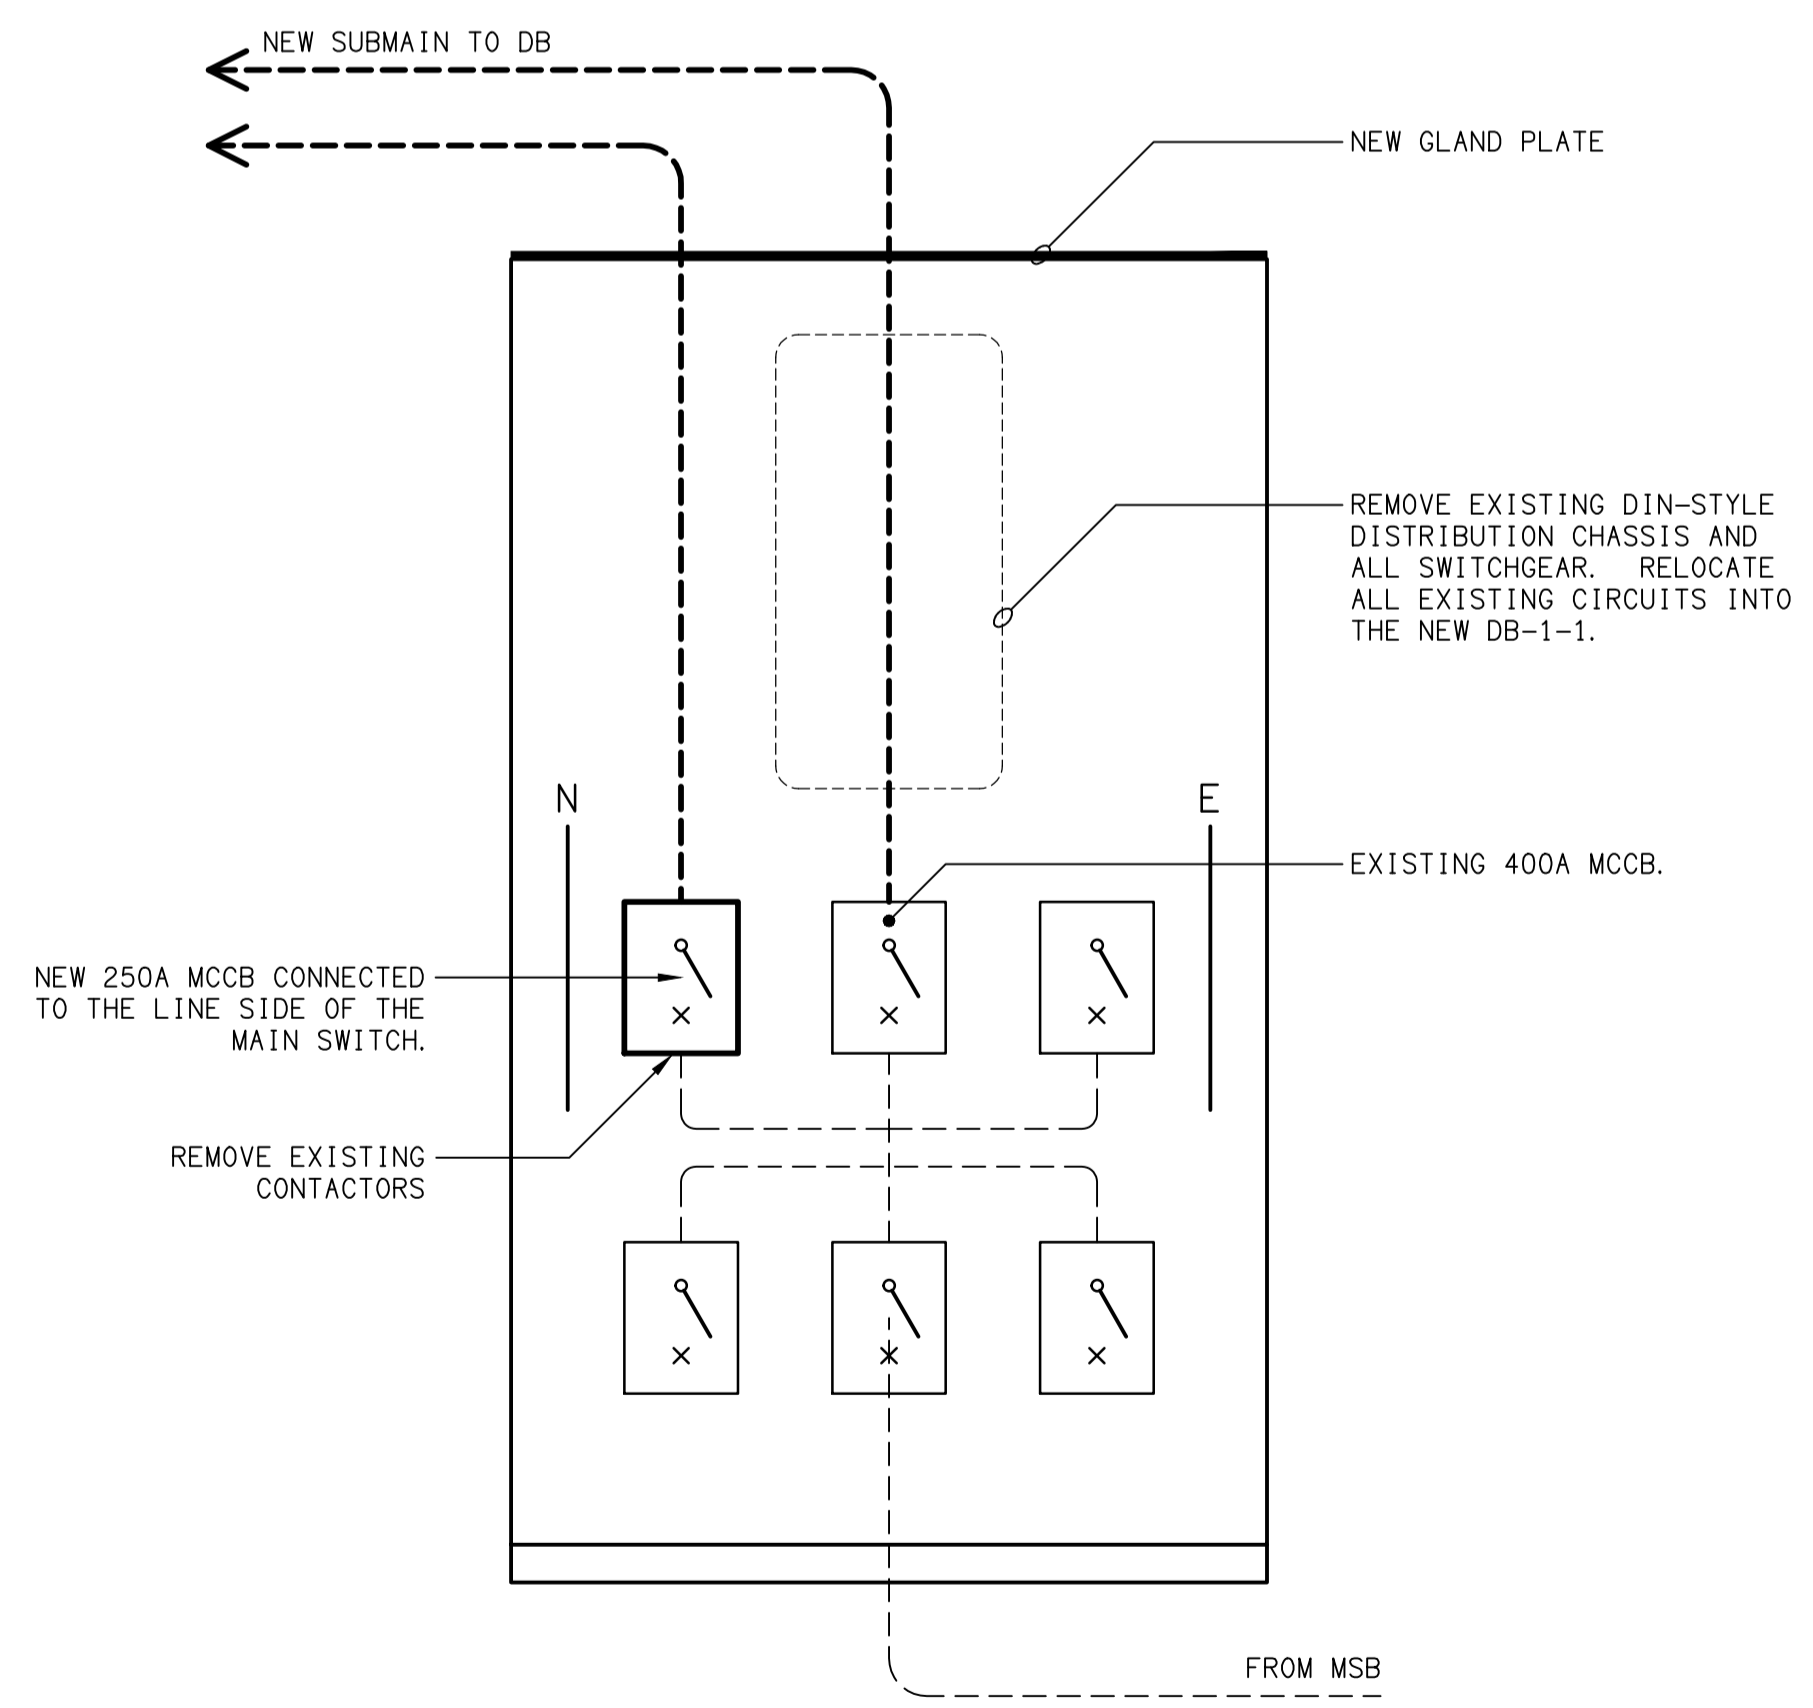 NEW SUBMAIN TO DB
NEW GLAND PLATE
REMOVE EXISTING DIN-STYLE
DISTRIBUTION CHASSIS AND
ALL SWITCHGEAR. RELOCATE
ALL EXISTING CIRCUITS INTO
THE NEW DB-1-1.
N
E
EXISTING 400A MCCB.
NEW 250A MCCB CONNECTED
TO THE LINE SIDE OF THE
MAIN SWITCH.
REMOVE EXISTING
CONTACTORS
FROM MSB